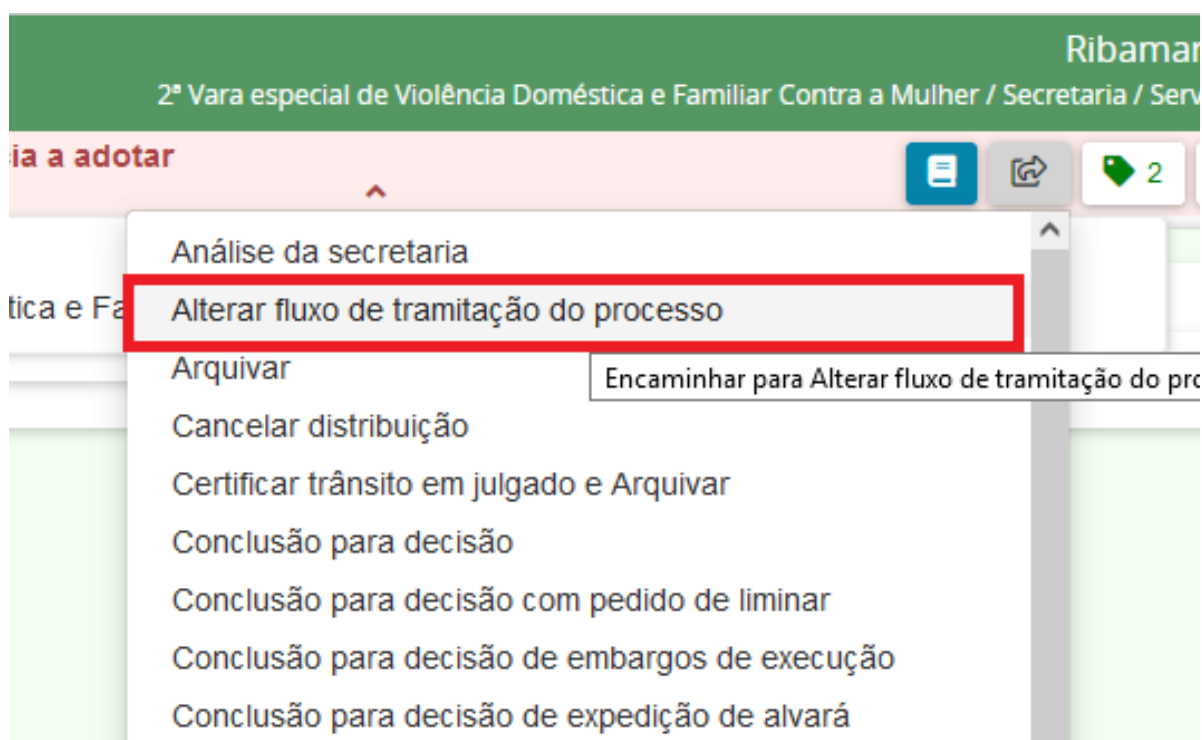 Ribamar
2ª Vara especial de Violência Doméstica e Familiar Contra a Mulher / Secretaria / Serv
ia a adotar
2
Análise da secretaria
tica e Fa
Alterar fluxo de tramitação do processo
Arquivar
Encaminhar para Alterar fluxo de tramitação do pro
Cancelar distribuição
Certificar trânsito em julgado e Arquivar
Conclusão para decisão
Conclusão para decisão com pedido de liminar
Conclusão para decisão de embargos de execução
Conclusão para decisão de expedição de alvará